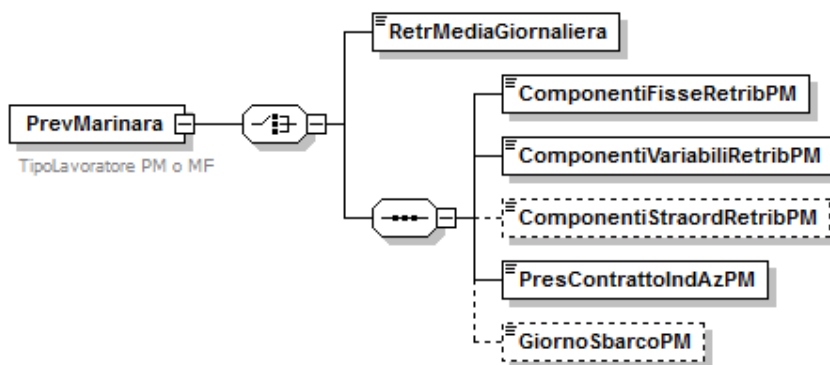 RetrMediaGiornaliera
ComponentiFisseRetribPM
PrevMarinara
ComponentiVariabiliRetribPM
TipoLavoratore PM o MF
ComponentiStraordRetribPM
PresContrattoIndAzPM
GiornoSbarcoPM